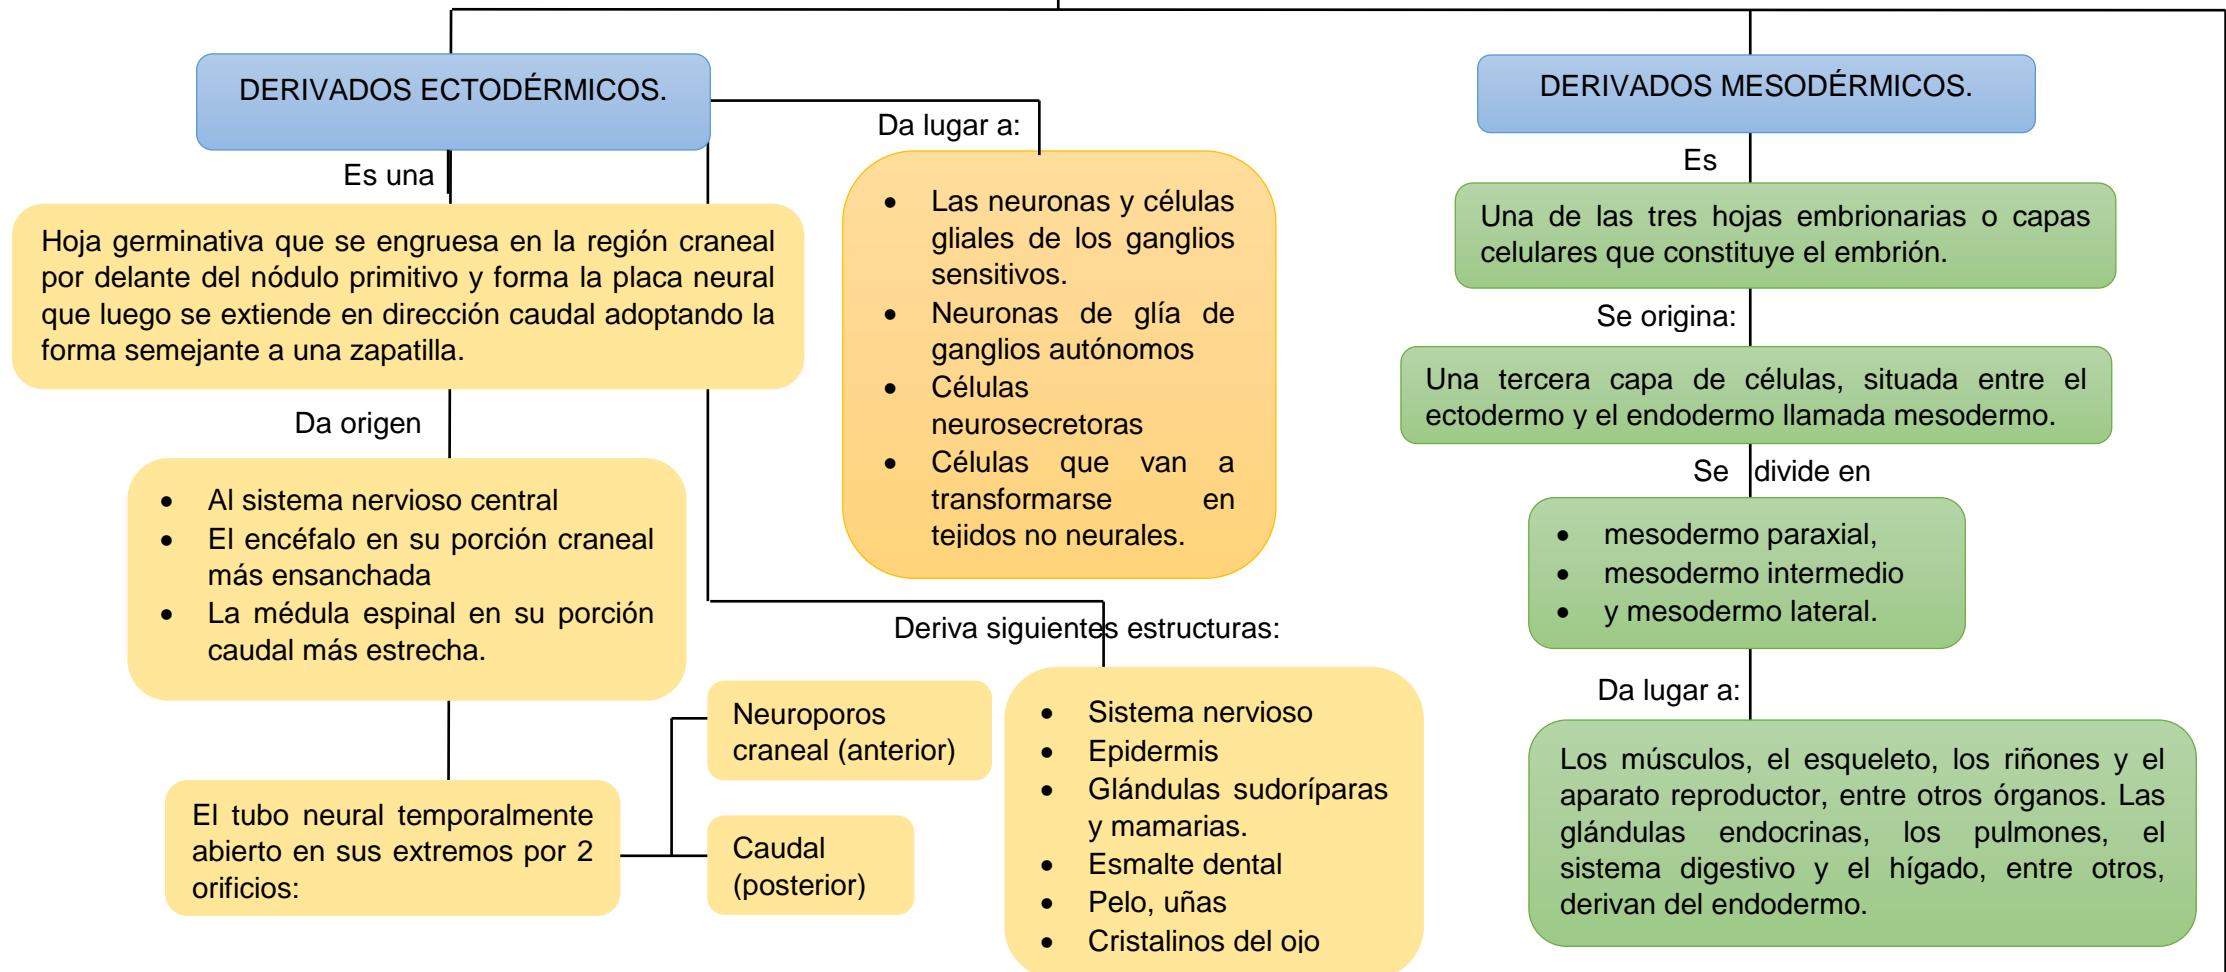 DERIVADOS ECTODÉRMICOS.
Es una
Hoja germinativa que se engruesa en la región craneal
por delante del nódulo primitivo y forma la placa neural
que luego se extiende en dirección caudal adoptando la
forma semejante a una zapatilla.
Da origen
• Al sistema nervioso central
• El encéfalo en su porción craneal
más ensanchada
• La médula espinal en su porción
caudal más estrecha.
El tubo neural temporalmente
abierto en sus extremos por 2
orificios:
Neuroporos
craneal (anterior)
Caudal
(posterior)
Da lugar a:
• Las neuronas y células
gliales de los ganglios
sensitivos.
• Neuronas de glía de
ganglios autónomos
• Células
neurosecretoras
• Células que van a
transformarse en
tejidos no neurales.
Deriva siguientes estructuras:
• Sistema nervioso
• Epidermis
• Glándulas sudoríparas
y mamarias.
• Esmalte dental
• Pelo, uñas
• Cristalinos del ojo
DERIVADOS MESODÉRMICOS.
Es
Una de las tres hojas embrionarias o capas
celulares que constituye el embrión.
Se origina:
Una tercera capa de células, situada entre el
ectodermo y el endodermo llamada mesodermo.
Se divide en
• mesodermo paraxial,
• mesodermo intermedio
• y mesodermo lateral.
Da lugar a:
Los músculos, el esqueleto, los riñones y el
aparato reproductor, entre otros órganos. Las
glándulas endocrinas, los pulmones, el
sistema digestivo y el hígado, entre otros,
derivan del endodermo.